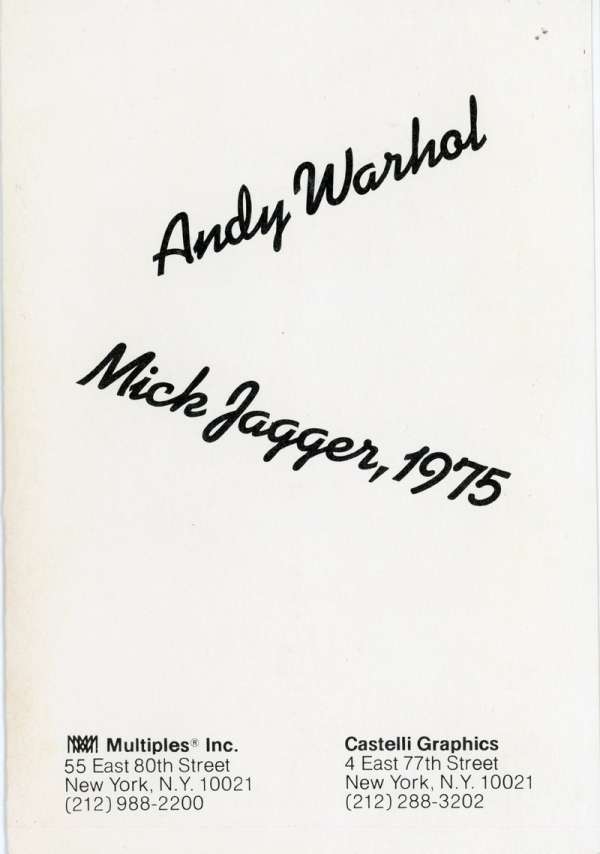 Andy Warhol
Mick Jagger, 1975
Multiples® Inc.
55 East 80th Street
New York, N.Y. 10021
(212) 988-2200
Castelli Graphics
4 East 77th Street
New York, N.Y. 10021
(212) 288-3202